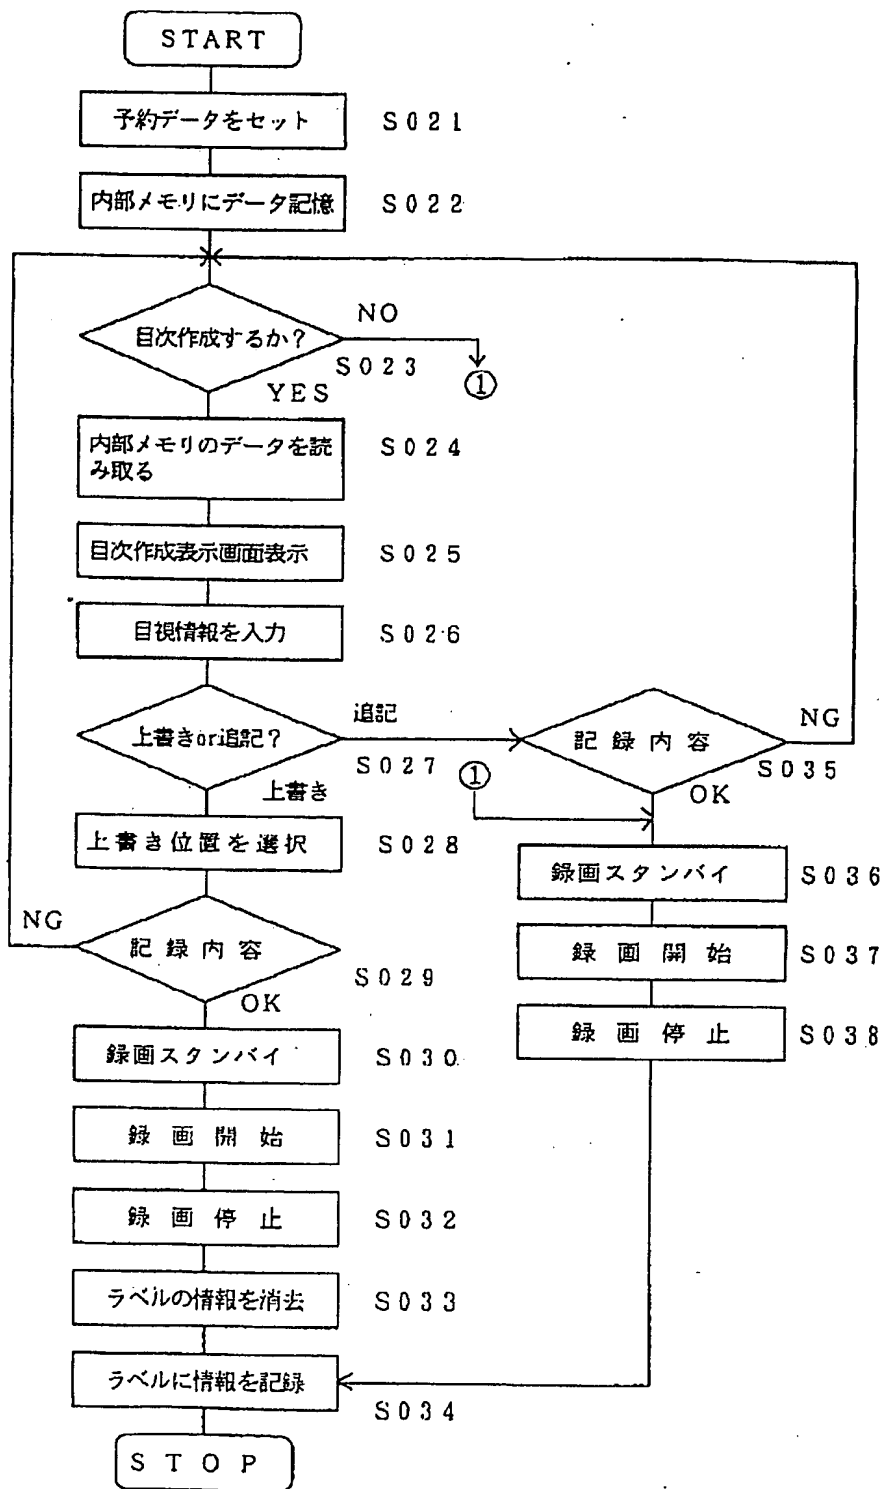 START
予約データをセット S021
内部メモリにデータ記憶 S022
目次作成するか? NO
S023
①
YES
内部メモリのデータを読 S024
み取る
目次作成表示画面表示 S025
目視情報を入力 S026
上書きor追記? 追記
S027
上書き
記録内容 NG
S035
OK
①
上書き位置を選択 S028
録画スタンバイ S036
NG
記録内容
S029
OK
録画開始 S037
録画停止 S038
録画スタンバイ S030
録画開始 S031
録画停止 S032
ラベルの情報を消去 S033
ラベルに情報を記録
S034
STOP